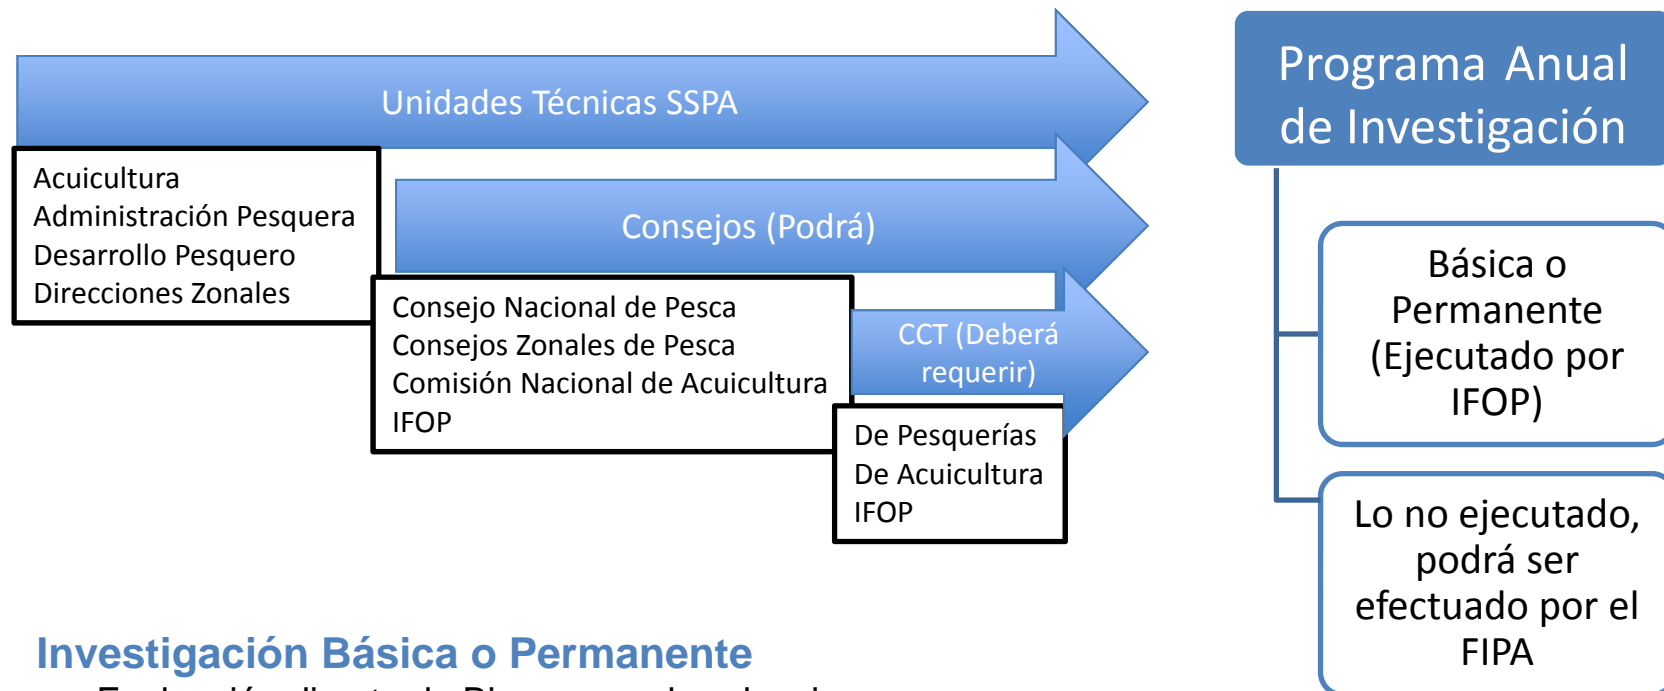 Unidades Técnicas SSPA
Acuicultura
Administración Pesquera
Desarrollo Pesquero
Direcciones Zonales
Consejos (Podrá)
Consejo Nacional de Pesca
Consejos Zonales de Pesca
Comisión Nacional de Acuicultura
IFOP
CCT (Deberá
requerir)
De Pesquerías
De Acuicultura
IFOP
Programa Anual
de Investigación
Básica o
Permanente
(Ejecutado por
IFOP)
Lo no ejecutado,
podrá ser
efectuado por el
FIPA
Investigación Básica o Permanente